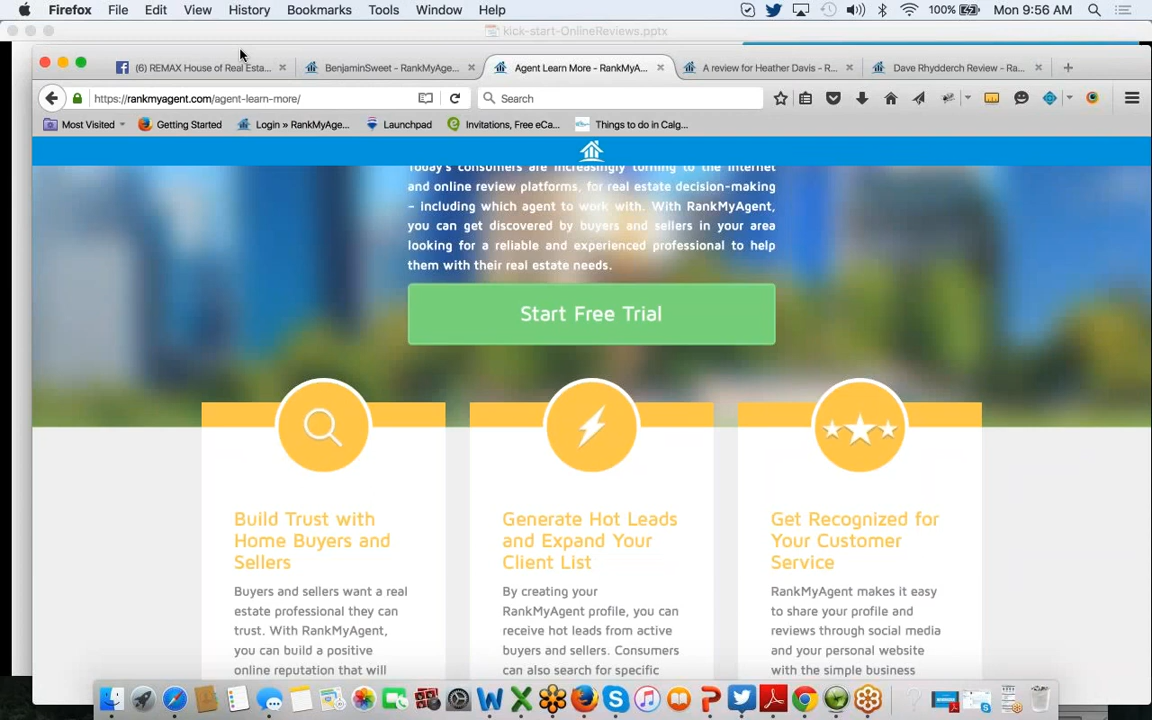 Firefox File Edit View History Bookmarks Tools Window Help 100% Mon 9:56 AM
kick-start-OnlineReviews.pptx
(6) REMAX House of Real Esta... BenjaminSweet - RankMyAge... Agent Learn More - RankMyA... A review for Heather Davis - R... Dave Rhydderch Review - Ra...
https://rankmyagent.com/agent-learn-more/ Search
Most Visited Getting Started Login » RankMyAge... Launchpad Invitations, Free eCa... Things to do in Calg...
Today's consumers are increasingly coming to the internet
and online review platforms, for real estate decision-making
– including which agent to work with. With RankMyAgent,
you can get discovered by buyers and sellers in your area
looking for a reliable and experienced professional to help
them with their real estate needs.
Start Free Trial
Build Trust with
Home Buyers and
Sellers
Buyers and sellers want a real
estate professional they can
trust. With RankMyAgent,
you can build a positive
online reputation that will
Generate Hot Leads
and Expand Your
Client List
By creating your
RankMyAgent profile, you can
receive hot leads from active
buyers and sellers. Consumers
can also search for specific
Get Recognized for
Your Customer
Service
RankMyAgent makes it easy
to share your profile and
reviews through social media
and your personal website
with the simple business